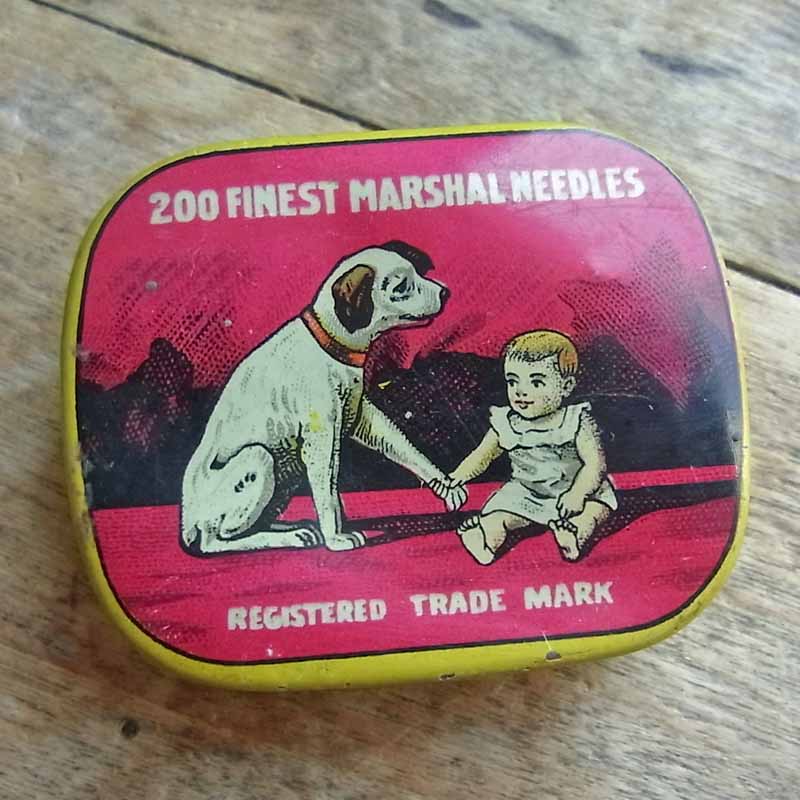 200 FINEST MARSHAL NEEDLES
REGISTERED TRADE MARK